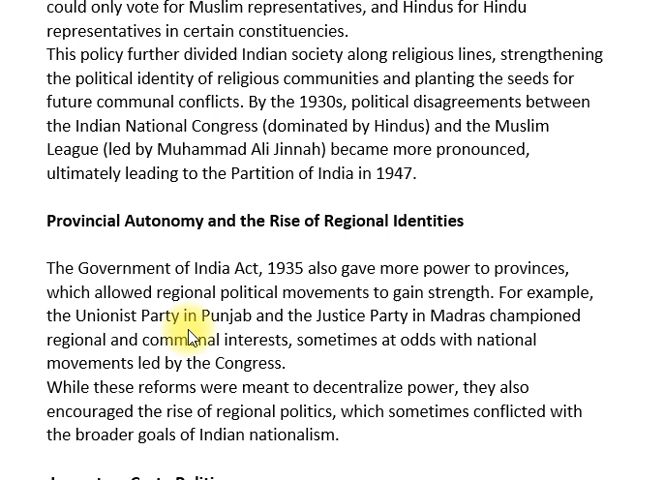 could only vote for Muslim representatives, and Hindus for Hindu
representatives in certain constituencies.
This policy further divided Indian society along religious lines, strengthening
the political identity of religious communities and planting the seeds for
future communal conflicts. By the 1930s, political disagreements between
the Indian National Congress (dominated by Hindus) and the Muslim
League (led by Muhammad Ali Jinnah) became more pronounced,
ultimately leading to the Partition of India in 1947.
Provincial Autonomy and the Rise of Regional Identities
The Government of India Act, 1935 also gave more power to provinces,
which allowed regional political movements to gain strength. For example,
the Unionist Party in Punjab and the Justice Party in Madras championed
regional and communal interests, sometimes at odds with national
movements led by the Congress.
While these reforms were meant to decentralize power, they also
encouraged the rise of regional politics, which sometimes conflicted with
the broader goals of Indian nationalism.